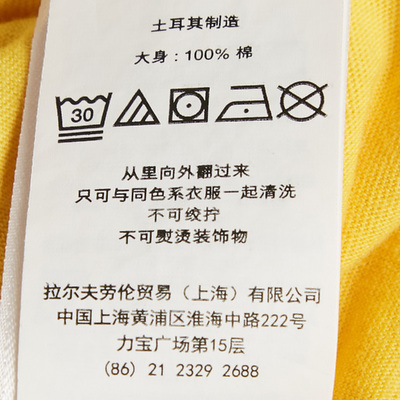 土耳其制造
大身：100% 棉
30
从里向外翻过来
只可与同色系衣服一起清洗
不可绞拧
不可熨烫装饰物
拉尔夫劳伦贸易（上海）有限公司
中国上海黄浦区淮海中路222号
力宝广场第15层
(86) 21 2329 2688